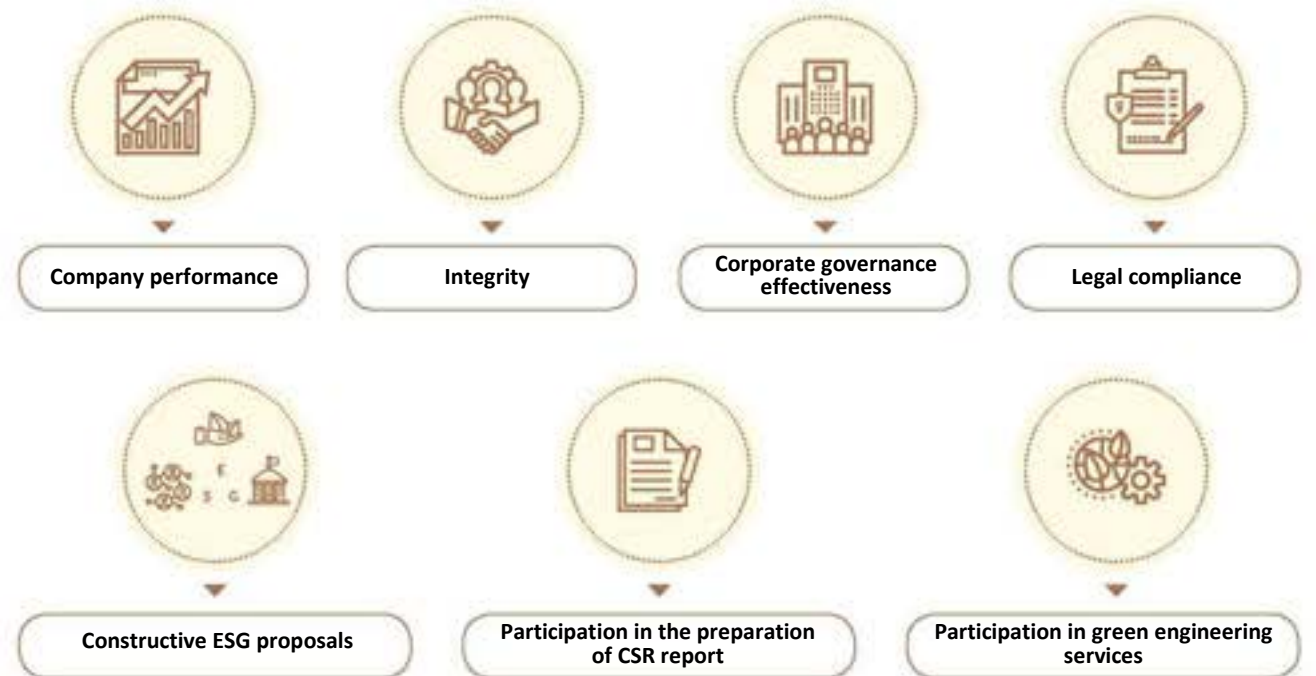 Company performance
Integrity
Corporate governance
effectiveness
Legal compliance
E
S G
Constructive ESG proposals
Participation in the preparation
of CSR report
Participation in green engineering
services